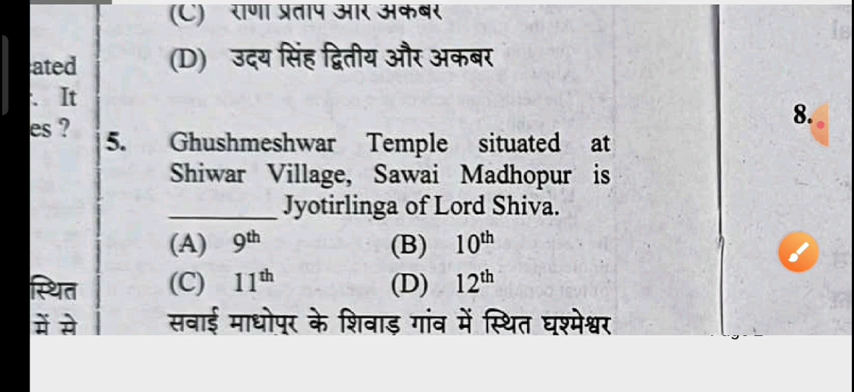 (C) राणा प्रताप और अकबर
(D) उदय सिंह द्वितीय और अकबर
ated
. It
es ?
8.
5. Ghushmeshwar Temple situated at
Shiwar Village, Sawai Madhopur is
________ Jyotirlinga of Lord Shiva.
(A) 9th (B) 10th
(C) 11th (D) 12th
स्थित
में से
सवाई माधोपुर के शिवाड़ गांव में स्थित घुश्मेश्वर